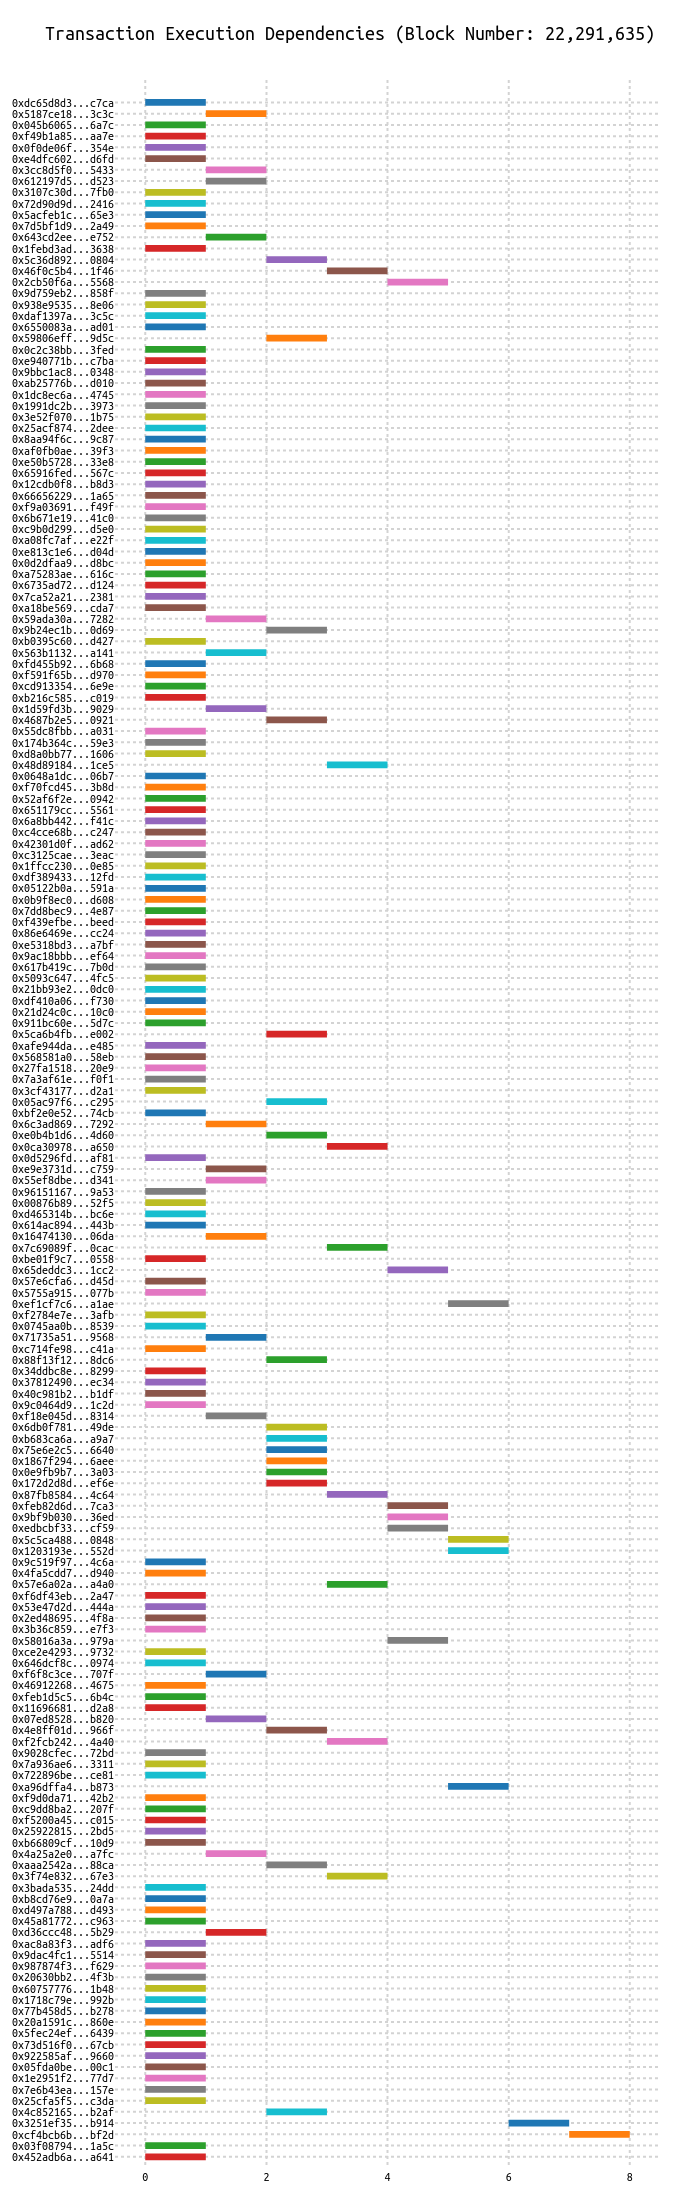 Transaction Execution Dependencies (Block Number: 22,291,635)
0xdc65d8d3...c7ca
0x5187ce18...3c3c
0x045b6065...6a7c
0xf49b1a85...aa7e
0x0f0de06f...354e
0xe4dfc602...d6fd
0x3cc8d5f0...5433
0x612197d5...d523
0x3107c30d...7fb0
0x72d90d9d...2416
0x5acfeb1c...65e3
0x7d5bf1d9...2a49
0x643cd2ee...e752
0x1febd3ad...3638
0x5c36d892...0804
0x46f0c5b4...1f46
0x2cb50f6a...5568
0x9d759eb2...858f
0x938e9535...8e06
0xdaf1397a...3c5c
0x6550083a...ad01
0x59806eff...9d5c
0x0c2c38bb...3fed
0xe940771b...c7ba
0x9bbc1ac8...0348
0xab25776b...d010
0x1dc8ec6a...4745
0x1991dc2b...3973
0x3e52f070...1b75
0x25acf874...2dee
0x8aa94f6c...9c87
0xaf0fb0ae...39f3
0xe50b5728...33e8
0x65916fed...567c
0x12cdb0f8...b8d3
0x66656229...1a65
0xf9a03691...f49f
0x6b671e19...41c0
0xc9b0d299...d5e0
0xa08fc7af...e22f
0xe813c1e6...d04d
0x0d2dfaa9...d8bc
0xa75283ae...616c
0x6735ad72...d124
0x7ca52a21...2381
0xa18be569...cda7
0x59ada30a...7282
0x9b24ec1b...0d69
0xb0395c60...d427
0x563b1132...a141
0xfd455b92...6b68
0xf591f65b...d970
0xcd913354...6e9e
0xb216c585...c019
0x1d59fd3b...9029
0x4687b2e5...0921
0x55dc8fbb...a031
0x174b364c...59e3
0xd8a0bb77...1606
0x48d89184...1ce5
0x0648a1dc...06b7
0xf70fcd45...3b8d
0x52af6f2e...0942
0x651179cc...5561
0x6a8bb442...f41c
0xc4cce68b...c247
0x42301d0f...ad62
0xc3125cae...3eac
0x1ffcc230...0e85
0xdf389433...12fd
0x05122b0a...591a
0x0b9f8ec0...d608
0x7dd8bec9...4e87
0xf439efbe...beed
0x86e6469e...cc24
0xe5318bd3...a7bf
0x9ac18bbb...ef64
0x617b419c...7b0d
0x5093c647...4fc5
0x21bb93e2...0dc0
0xdf410a06...f730
0x21d24c0c...10c0
0x911bc60e...5d7c
0x5ca6b4fb...e002
0xafe944da...e485
0x568581a0...58eb
0x27fa1518...20e9
0x7a3af61e...f0f1
0x3cf43177...d2a1
0x05ac97f6...c295
0xbf2e0e52...74cb
0x6c3ad869...7292
0xe0b4b1d6...4d60
0x0ca30978...a650
0x0d5296fd...af81
0xe9e3731d...c759
0x55ef8dbe...d341
0x96151167...9a53
0x00876b89...52f5
0xd465314b...bc6e
0x614ac894...443b
0x16474130...06da
0x7c69089f...0cac
0xbe01f9c7...0558
0x65deddc3...1cc2
0x57e6cfa6...d45d
0x5755a915...077b
0xef1cf7c6...a1ae
0xf2784e7e...3afb
0x0745aa0b...8539
0x71735a51...9568
0xc714fe98...c41a
0x88f13f12...8dc6
0x34ddbc8e...8299
0x37812490...ec34
0x40c981b2...b1df
0x9c0464d9...1c2d
0xf18e045d...8314
0x6db0f781...49de
0xb683ca6a...a9a7
0x75e6e2c5...6640
0x1867f294...6aee
0x0e9fb9b7...3a03
0x172d2d8d...ef6e
0x87fb8584...4c64
0xfeb82d6d...7ca3
0x9bf9b030...36ed
0xedbcbf33...cf59
0x5c5ca488...0848
0x1203193e...552d
0x9c519f97...4c6a
0x4fa5cdd7...d940
0x57e6a02a...a4a0
0xf6df43eb...2a47
0x53e47d2d...444a
0x2ed48695...4f8a
0x3b36c859...e7f3
0x58016a3a...979a
0xce2e4293...9732
0x646dcf8c...0974
0xf6f8c3ce...707f
0x46912268...4675
0xfeb1d5c5...6b4c
0x11696681...d2a8
0x07ed8528...b820
0x4e8ff01d...966f
0xf2fcb242...4a40
0x9028cfec...72bd
0x7a936ae6...3311
0x722896be...ce81
0xa96dffa4...b873
0xf9d0da71...42b2
0xc9dd8ba2...207f
0xf5200a45...c015
0x25922815...2bd5
0xb66809cf...10d9
0x4a25a2e0...a7fc
0xaaa2542a...88ca
0x3f74e832...67e3
0x3bada535...24dd
0xb8cd76e9...0a7a
0xd497a788...d493
0x45a81772...c963
0xd36ccc48...5b29
0xac8a83f3...adf6
0x9dac4fc1...5514
0x987874f3...f629
0x20630bb2...4f3b
0x60757776...1b48
0x1718c79e...992b
0x77b458d5...b278
0x20a1591c...860e
0x5fec24ef...6439
0x73d516f0...67cb
0x922585af...9660
0x05fda0be...00c1
0x1e2951f2...77d7
0x7e6b43ea...157e
0x25cfa5f5...c3da
0x4c852165...b2af
0x3251ef35...b914
0xcf4bcb6b...bf2d
0x03f08794...1a5c
0x452adb6a...a641
0 2 4 6 8